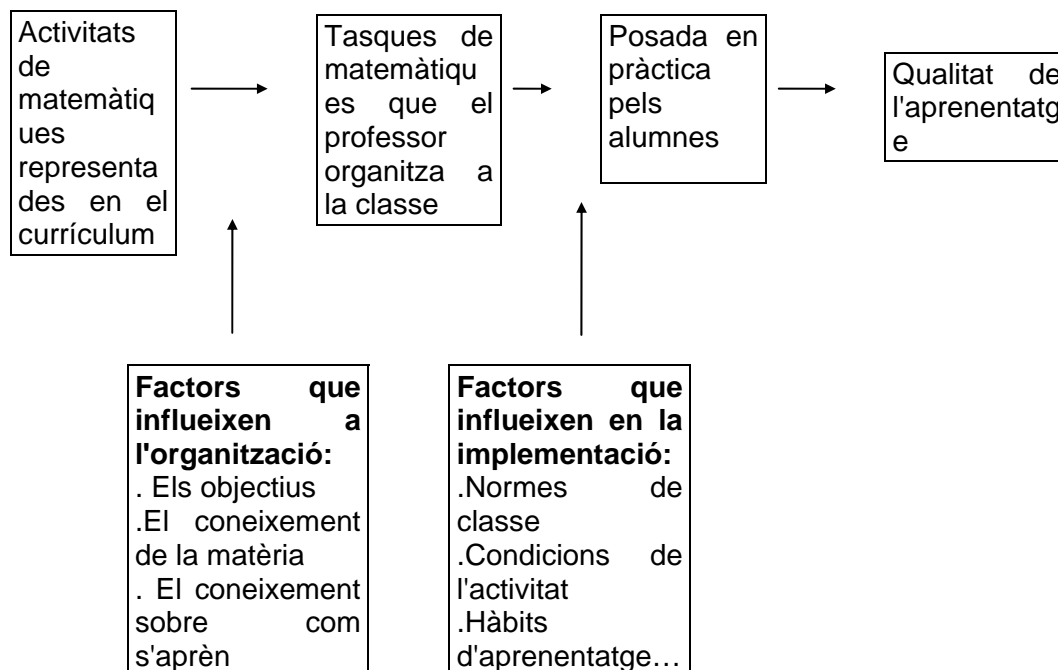 Activitats
de
matemàtiq
ues
representa
des en el
currículum
Tasques de
matemàtiqu
es que el
professor
organitza a
la classe
Posada en
pràctica
pels
alumnes
Qualitat de
l'aprenentatg
e
Factors que
influeixen a
l'organització:
. Els objectius
.El coneixement
de la matèria
. El coneixement
sobre com
s'aprèn
Factors que
influeixen en la
implementació:
.Normes de
classe
.Condicions de
l'activitat
.Hàbits
d'aprenentatge…